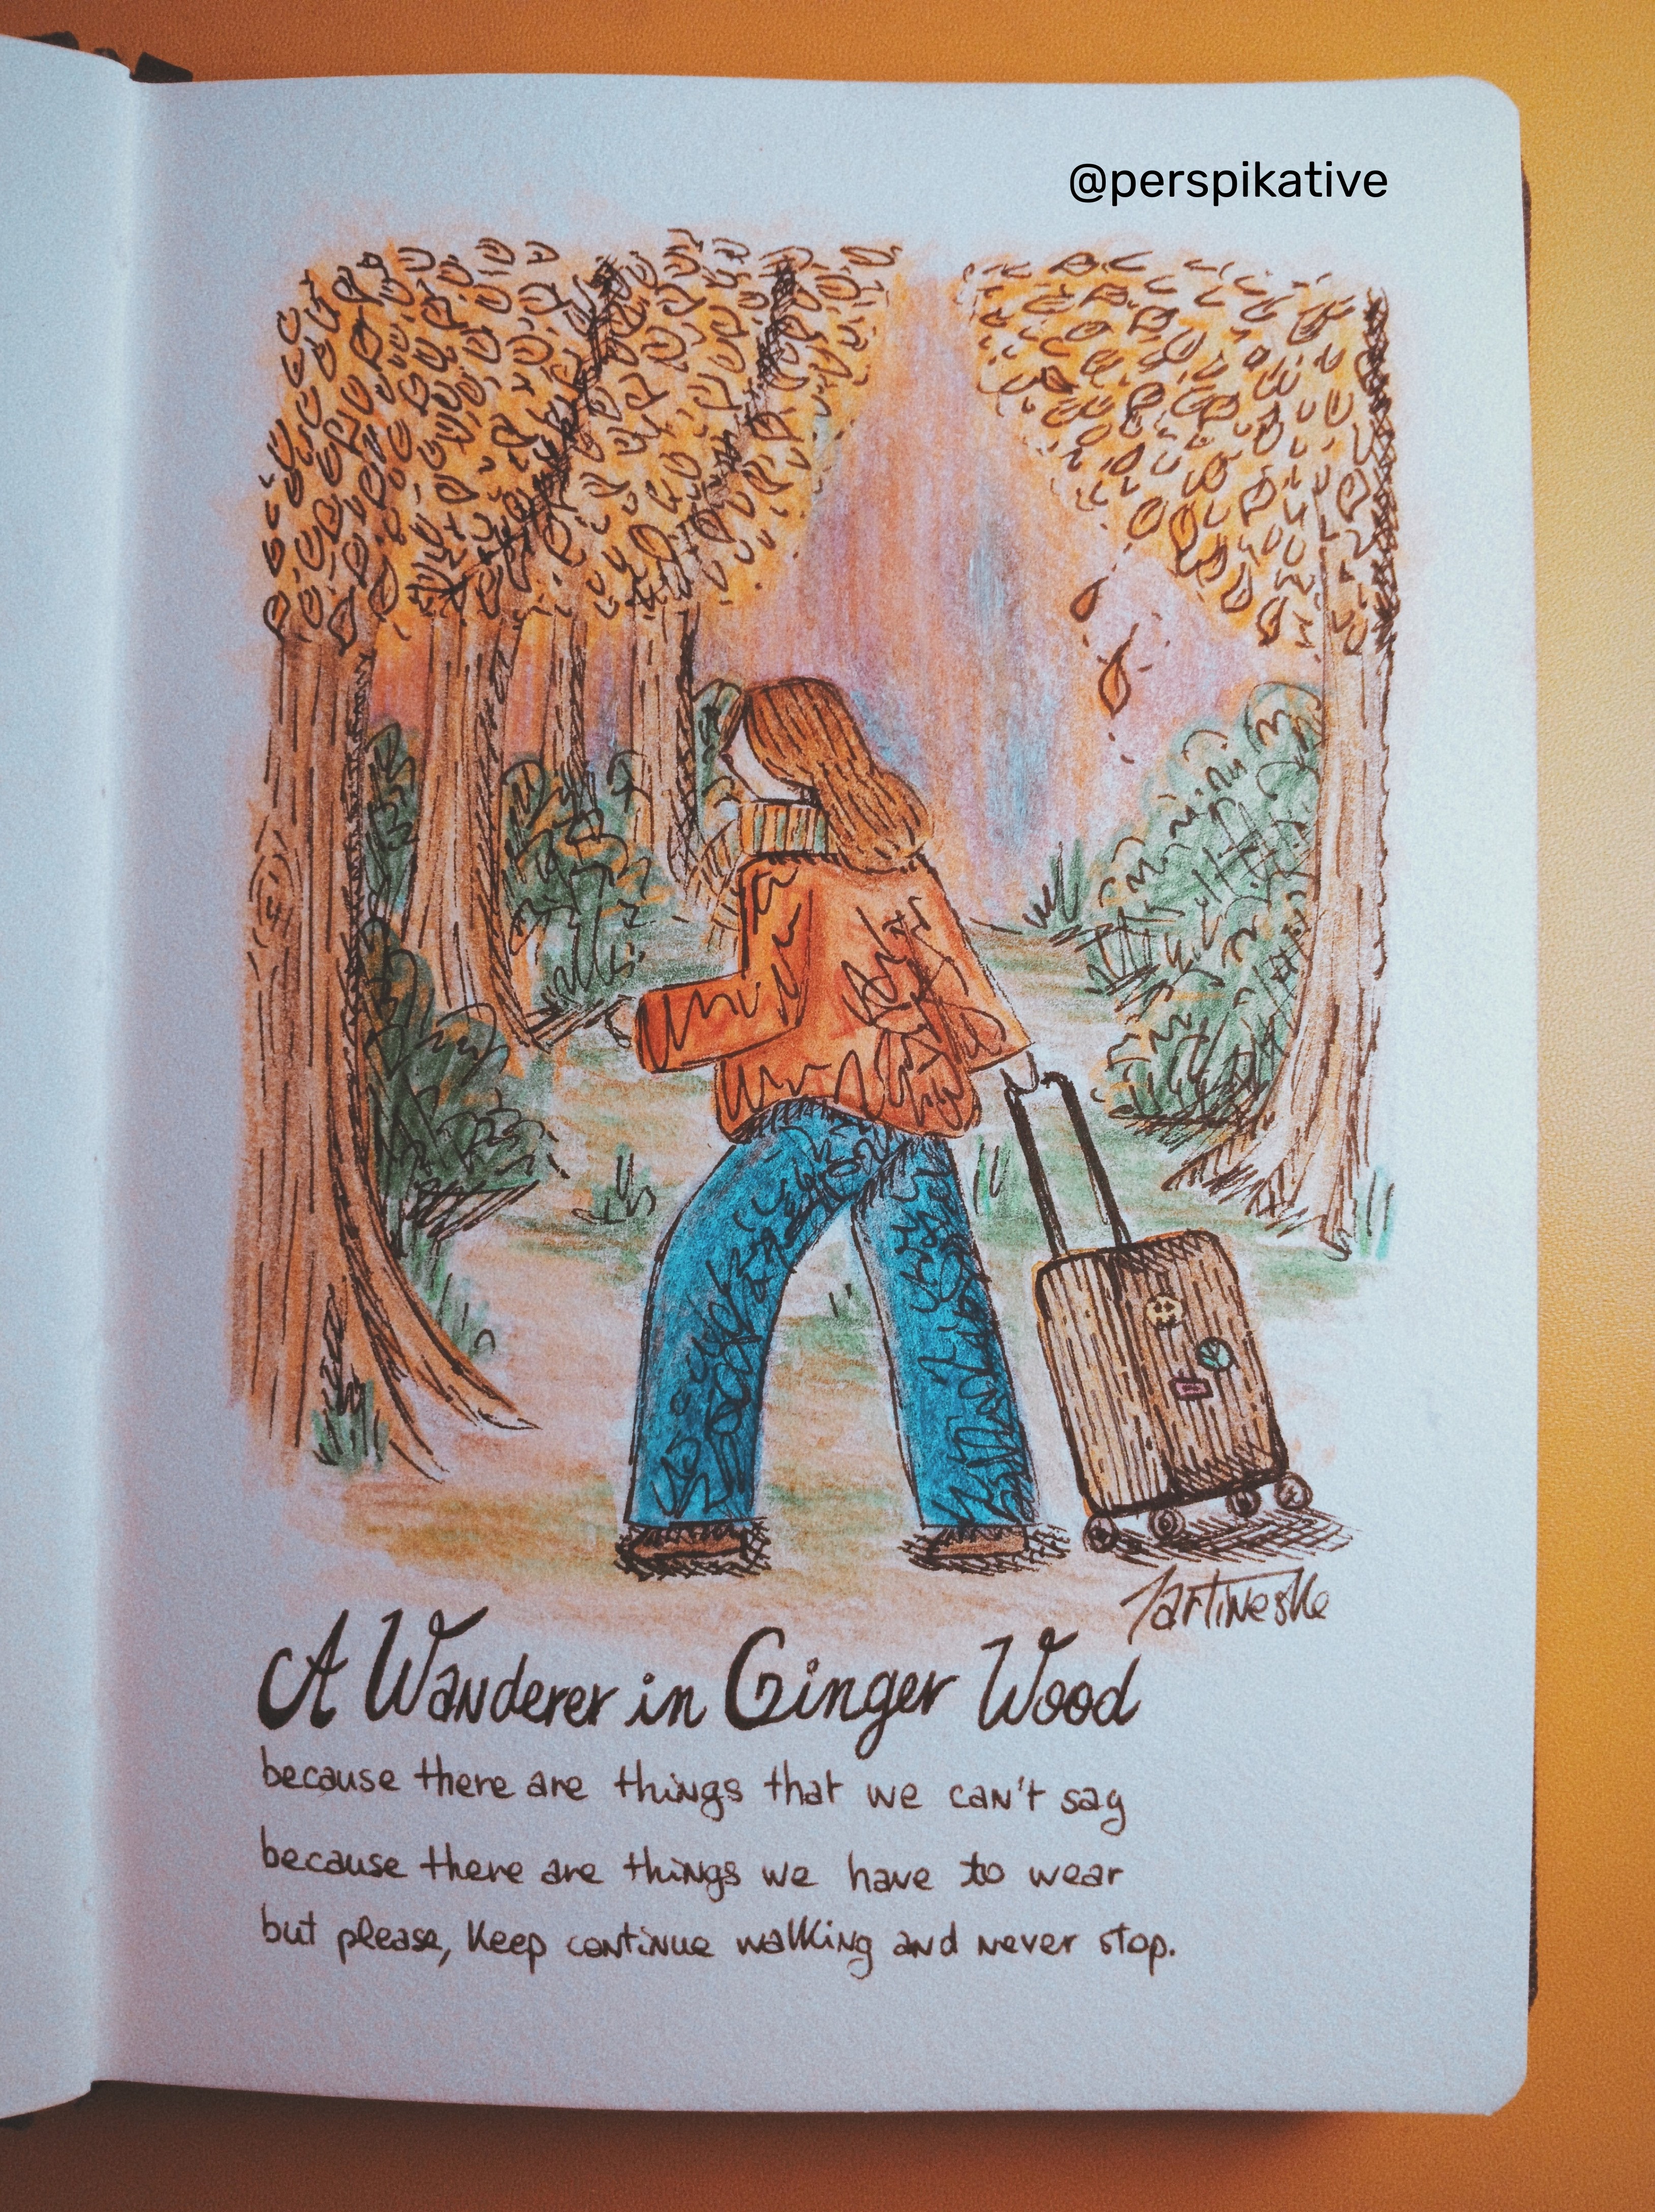 @perspikative
A Wanderer in Ginger Wood
because there are things that we can't say
because there are things we have to wear
but please, keep continue walking and never stop.